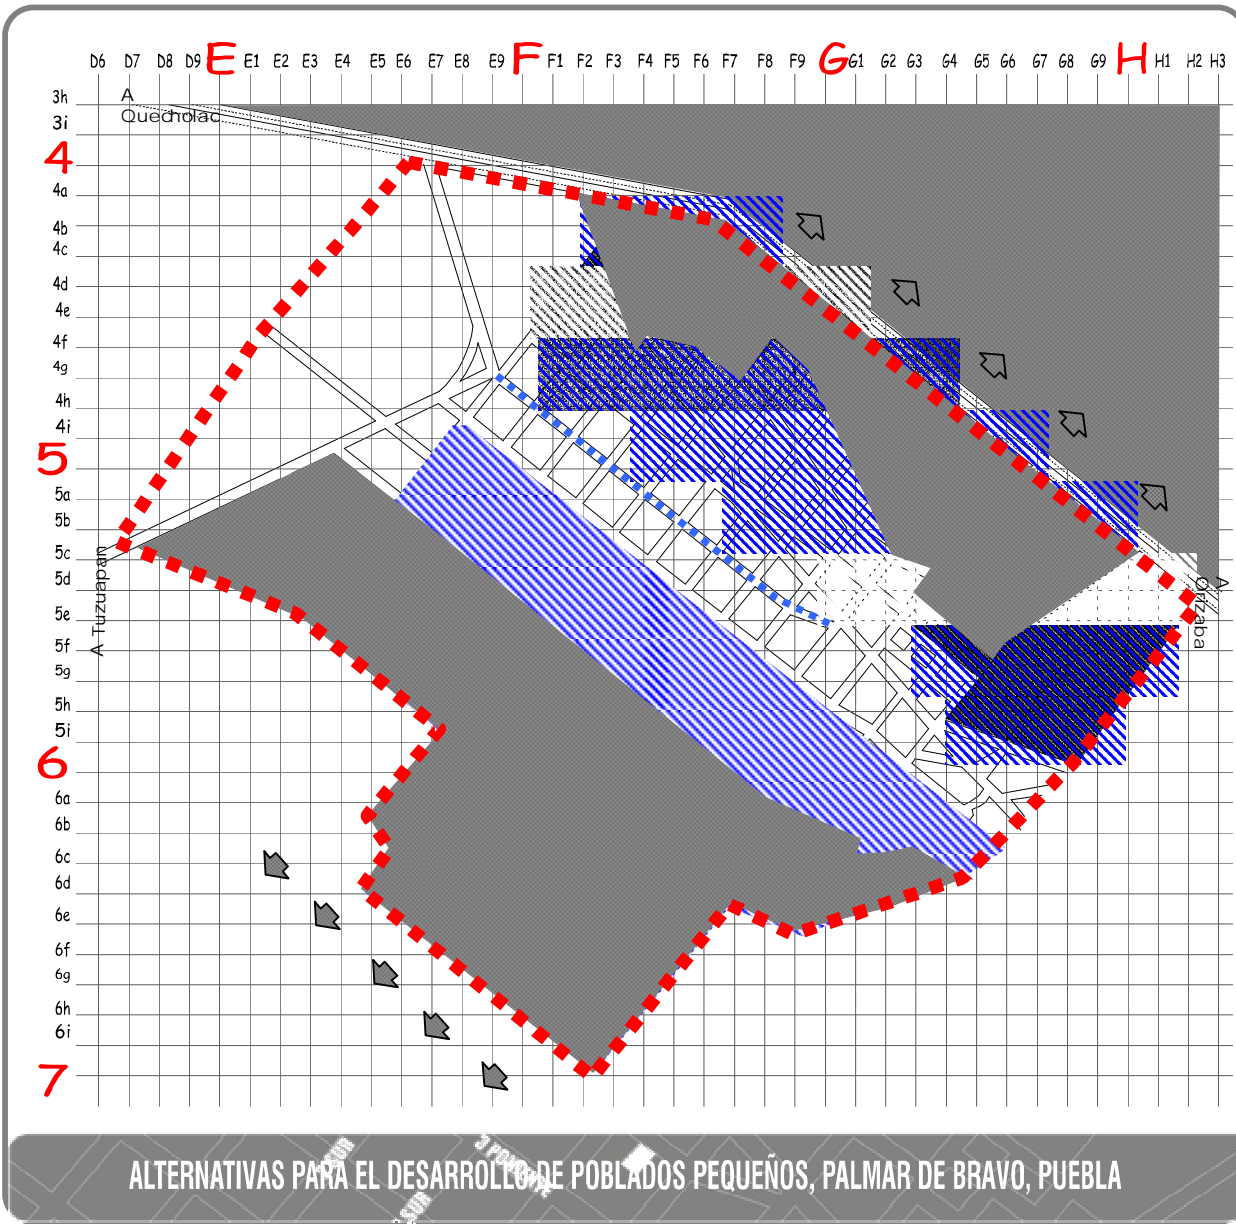 E F G H
D6 D7 D8 D9 E1 E2 E3 E4 E5 E6 E7 E8 E9 F1 F2 F3 F4 F5 F6 F7 F8 F9 G1 G2 G3 G4 G5 G6 G7 G8 G9 H1 H2 H3
3h
3i
4
4a
4b
4c
4d
4e
4f
4g
4h
4i
5
5a
5b
5c
5d
5e
5f
5g
5h
5i
6
6a
6b
6c
6d
6e
6f
6g
6h
6i
7
A
Quecholac
A Tuzuapan
A
Orizaba
SUR
3 PONIENTE
SUR
ALTERNATIVAS PARA EL DESARROLLO DE POBLADOS PEQUEÑOS, PALMAR DE BRAVO, PUEBLA